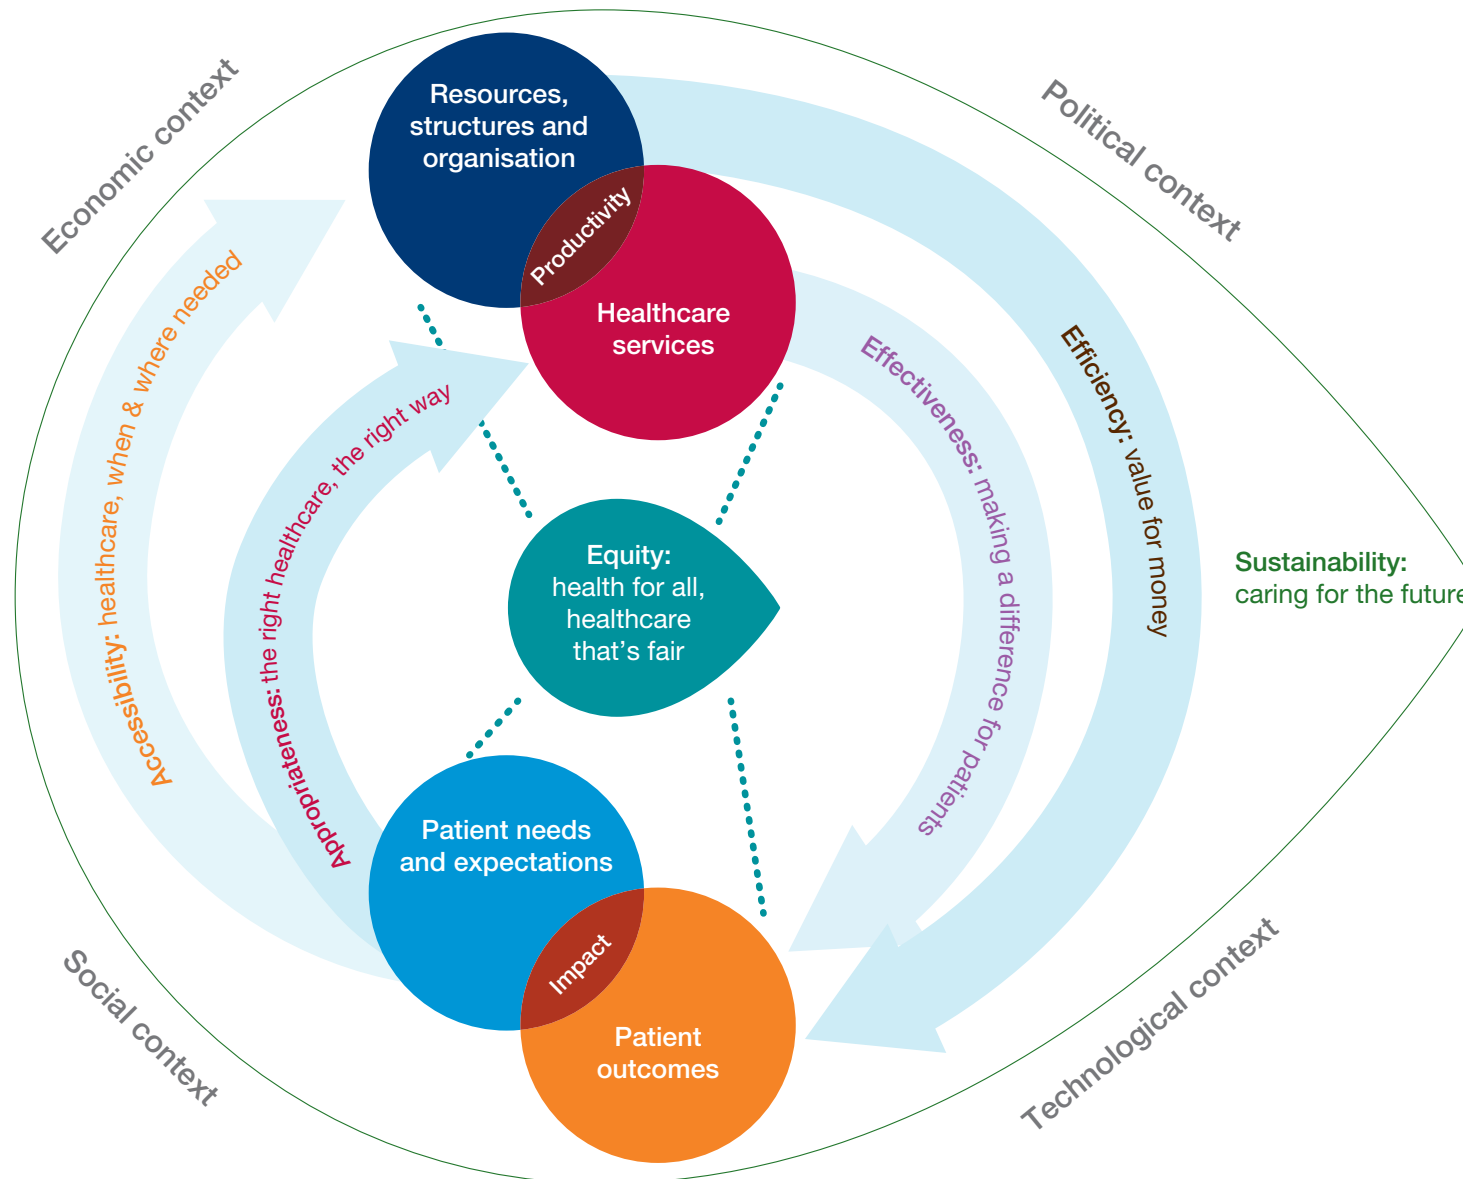 Economic context
Political context
Resources,
structures and
organisation
Productivity
Healthcare
services
Accessibility: healthcare, when & where needed
Appropriateness: the right healthcare, the right way
Effectiveness: making a difference for patients
Efficiency: value for money
Equity:
health for all,
healthcare
that's fair
Sustainability:
caring for the future
Patient needs
and expectations
Impact
Patient
outcomes
Social context
Technological context